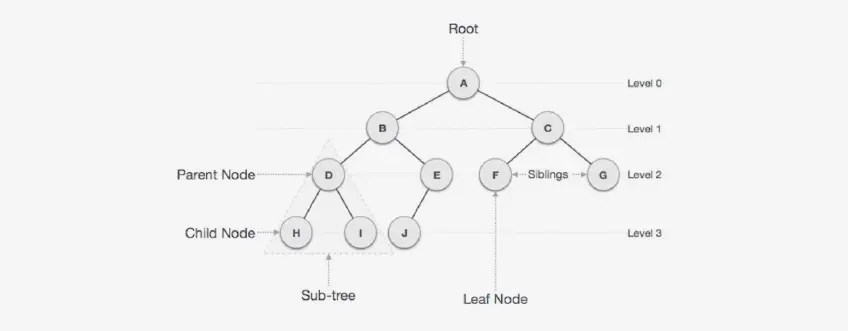 Root
A
Level 0
B
C
Level 1
Parent Node
D
E
F
Siblings
G
Level 2
Child Node
H
I
J
Level 3
Sub-tree
Leaf Node